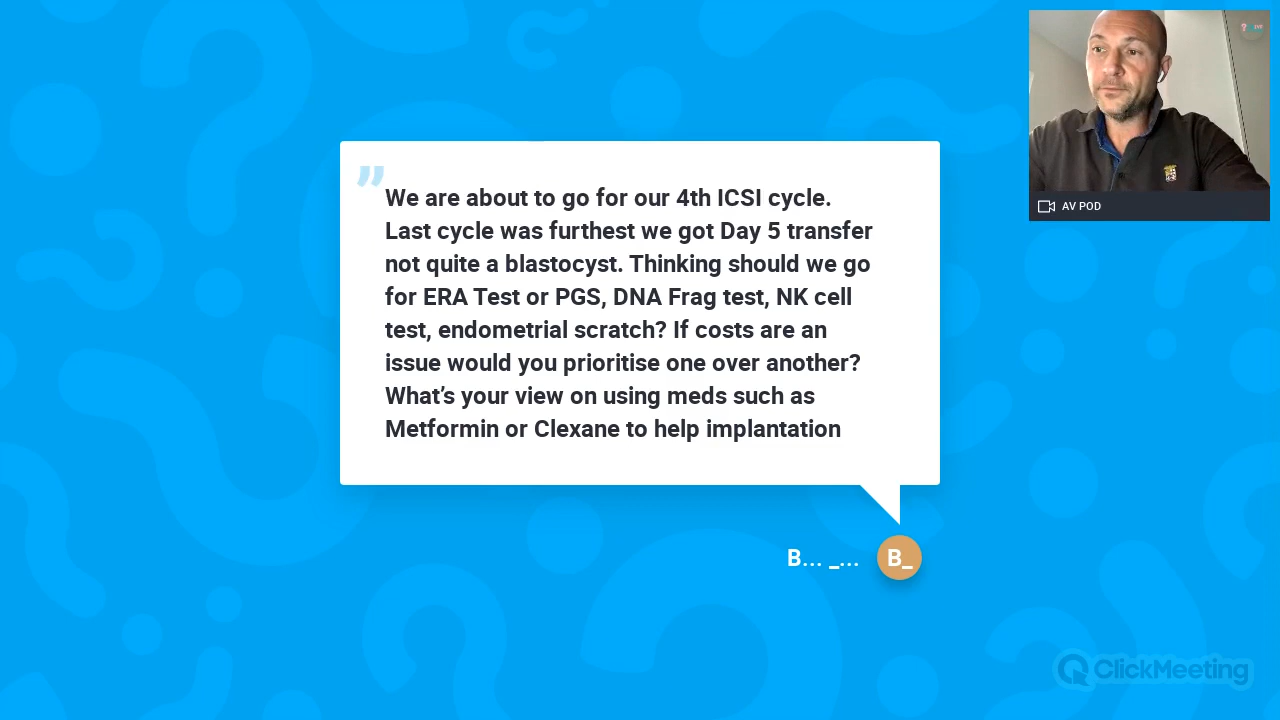 We are about to go for our 4th ICSI cycle.
Last cycle was furthest we got Day 5 transfer
not quite a blastocyst. Thinking should we go
for ERA Test or PGS, DNA Frag test, NK cell
test, endometrial scratch? If costs are an
issue would you prioritise one over another?
What’s your view on using meds such as
Metformin or Clexane to help implantation
B... _...
B_
AV POD
ClickMeeting